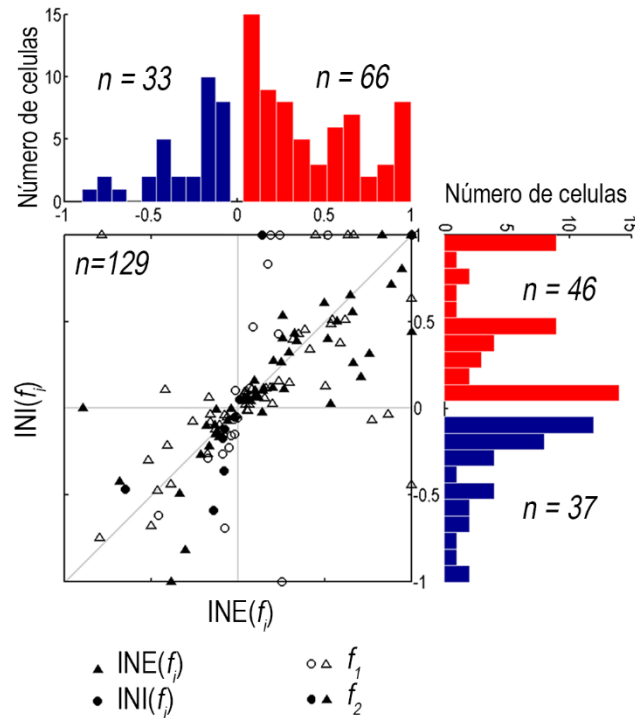 Número de celulas
15
10
5
0
n = 33
n = 66
-1
-0.5
0
0.5
1
Número de celulas
0
5
10
15
n=129
1
0.5
0
-0.5
-1
n = 46
n = 37
INI(fi)
INE(fi)
▲ INE(fi)
● INI(fi)
○ △ f1
● ▲ f2